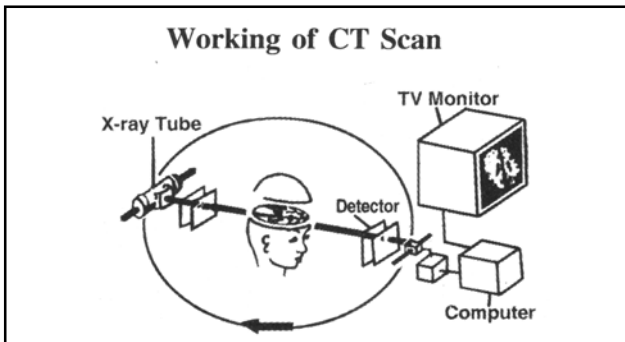 Working of CT Scan
TV Monitor
X-ray Tube
Detector
Computer